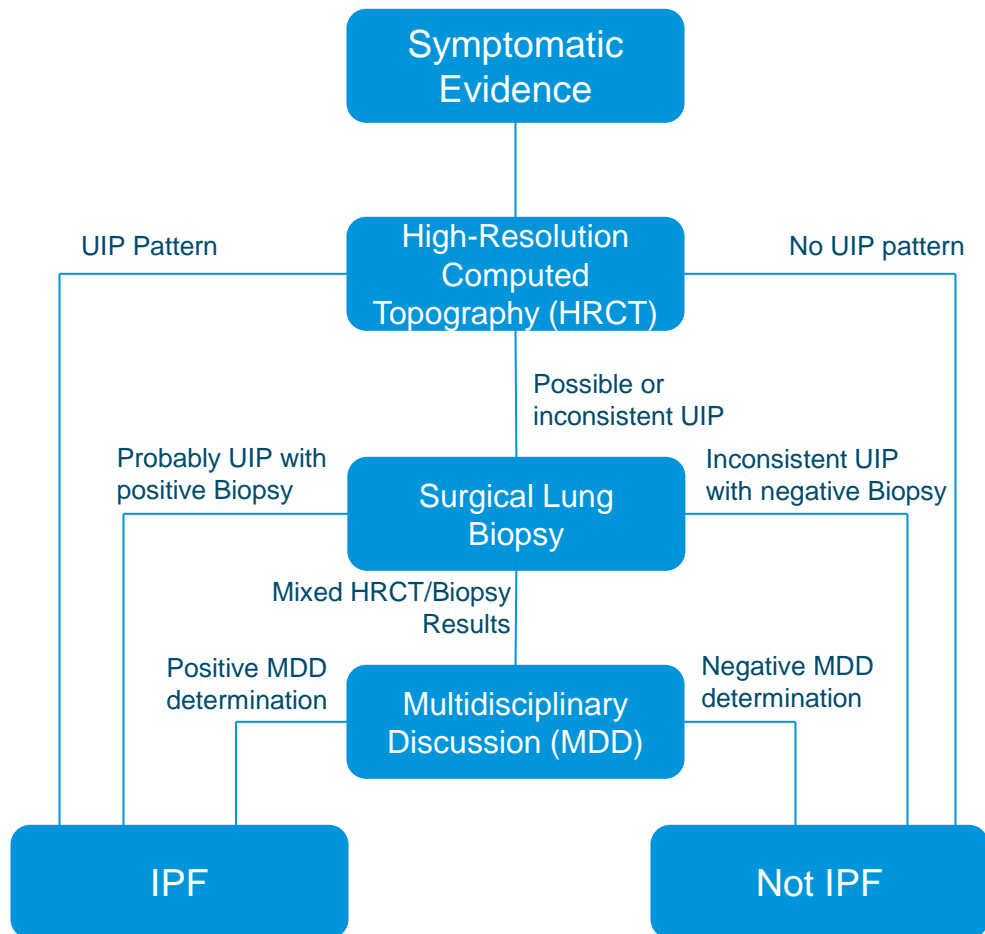 Symptomatic
Evidence
UIP Pattern
High-Resolution
Computed
Topography (HRCT)
No UIP pattern
Possible or
inconsistent UIP
Probably UIP with
positive Biopsy
Surgical Lung
Biopsy
Inconsistent UIP
with negative Biopsy
Mixed HRCT/Biopsy
Results
Positive MDD
determination
Multidisciplinary
Discussion (MDD)
Negative MDD
determination
IPF
Not IPF